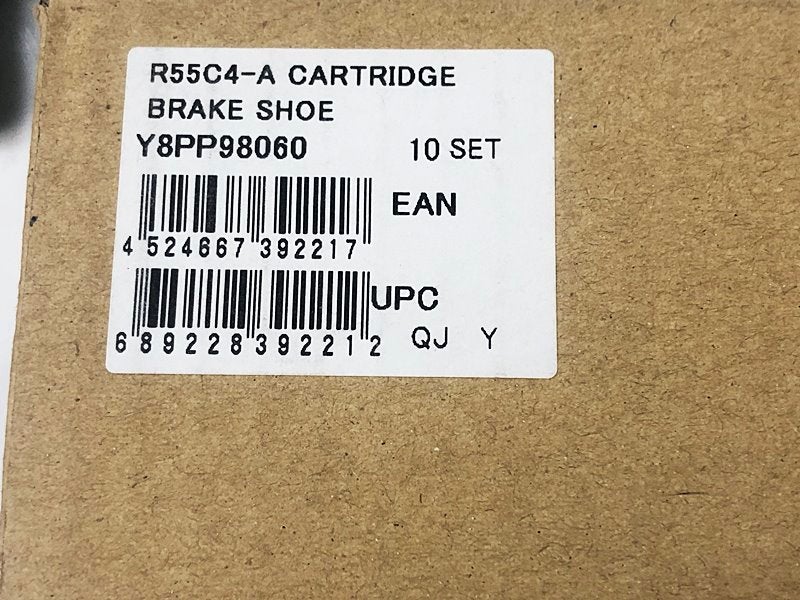 R55C4-A CARTRIDGE
BRAKE SHOE
Y8PP98060 10 SET
EAN
4 524667 392217
UPC
6 89228 39221 2
QJ Y